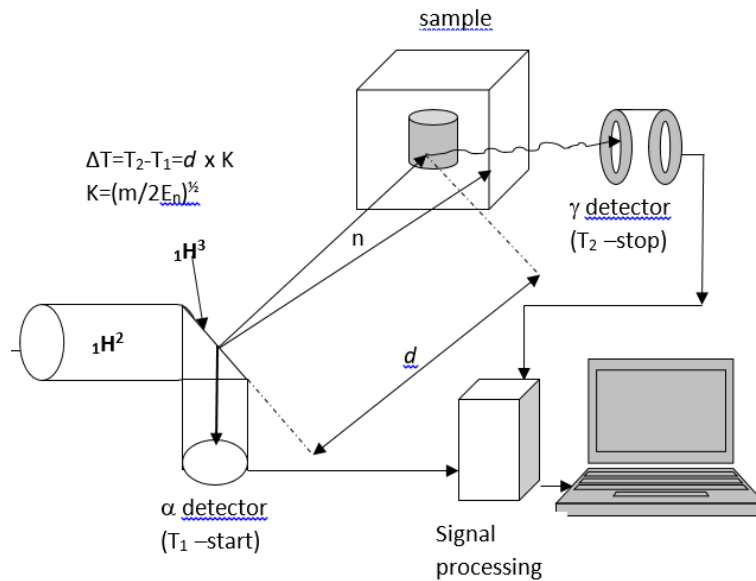 sample
ΔT=T₂-T₁=d x K
K=(m/2Eₙ)^½
n
₁H³
γ detector
(T₂ –stop)
₁H²
d
α detector
(T₁ –start)
Signal
processing